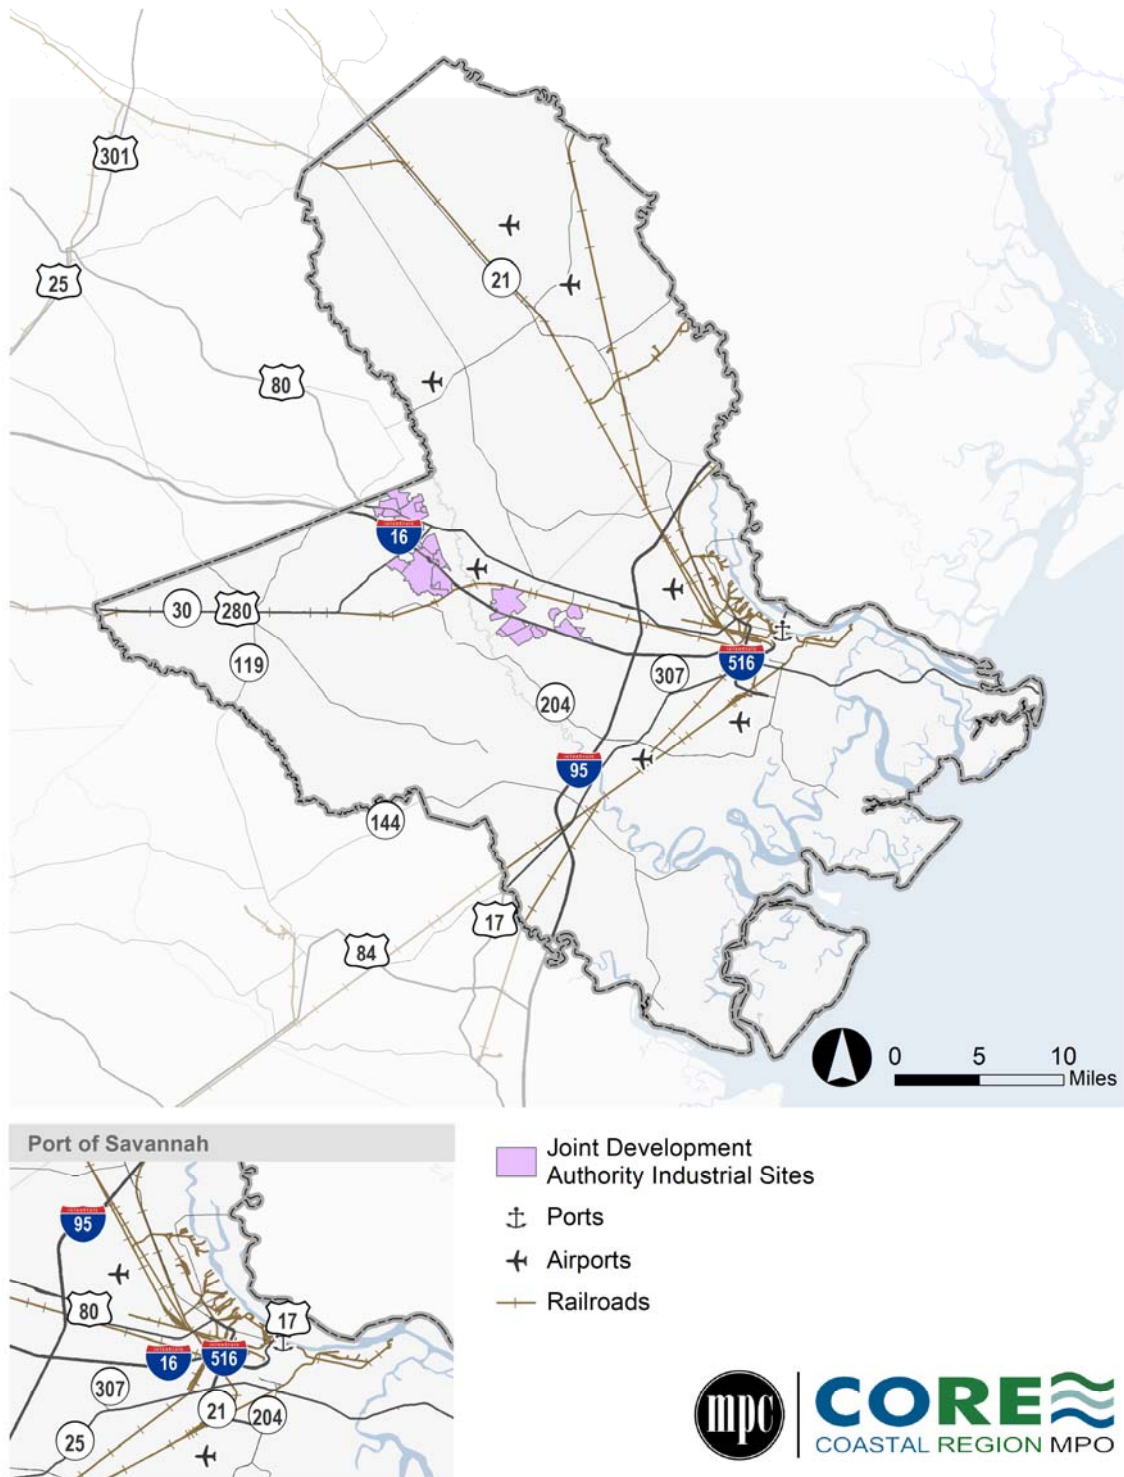 301
25
21
80
16
30
280
119
307
516
204
95
144
17
84
0 5 10
Miles
Port of Savannah
95
80
17
16
516
307
21
204
25
Joint Development
Authority Industrial Sites
Ports
Airports
Railroads
mpc
CORE
COASTAL REGION MPO